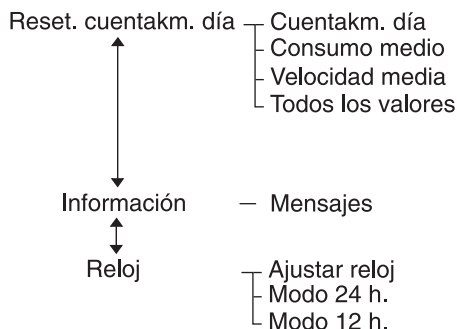 Reset. cuentakm. día
Cuentakm. día
Consumo medio
Velocidad media
Todos los valores
Información
Mensajes
Reloj
Ajustar reloj
Modo 24 h.
Modo 12 h.